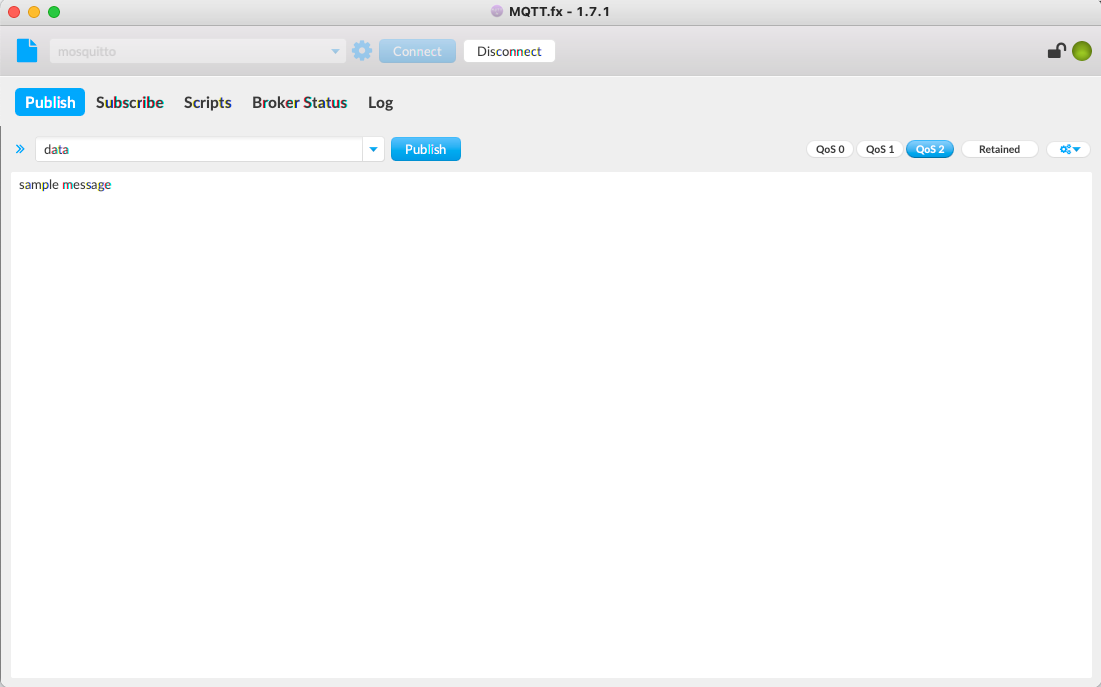 MQTT.fx - 1.7.1
mosquitto Connect Disconnect
Publish Subscribe Scripts Broker Status Log
data Publish QoS 0 QoS 1 QoS 2 Retained
sample message